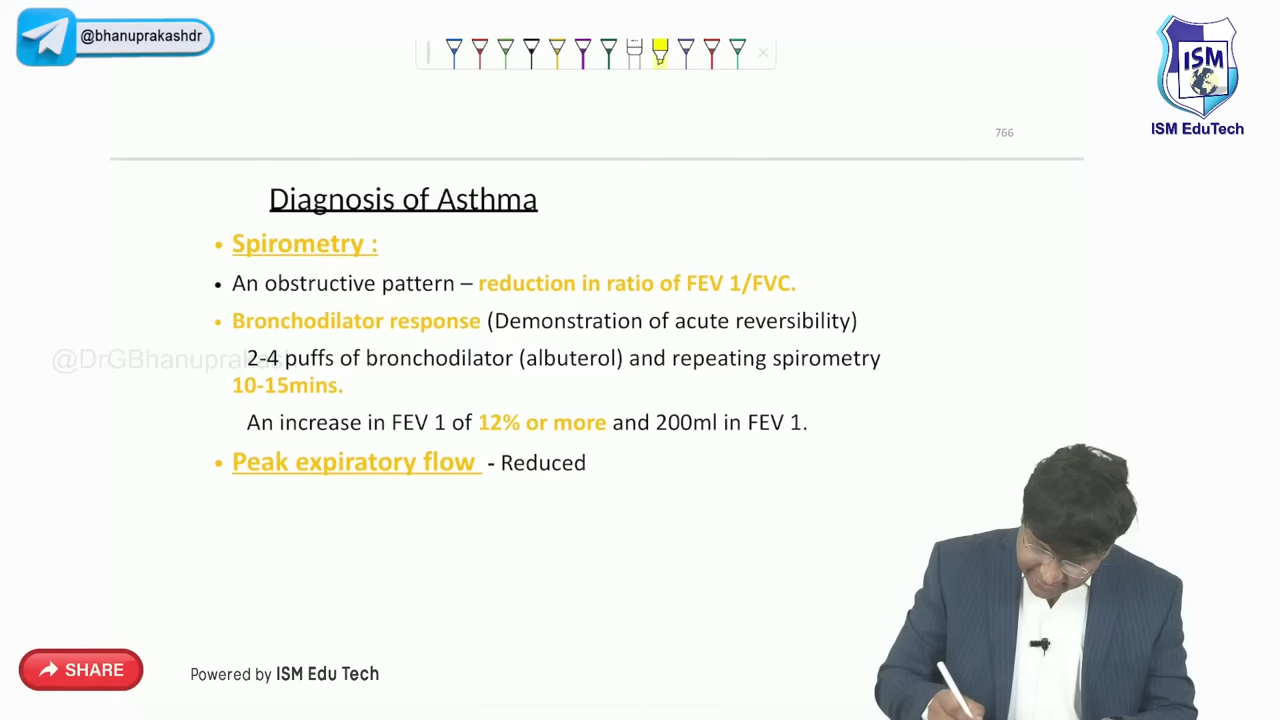 @bhanuprakashdr
ISM
ISM EduTech
766
Diagnosis of Asthma
• Spirometry :
• An obstructive pattern – reduction in ratio of FEV 1/FVC.
• Bronchodilator response (Demonstration of acute reversibility)
@DrGBhanuprakash
2-4 puffs of bronchodilator (albuterol) and repeating spirometry
10-15mins.
An increase in FEV 1 of 12% or more and 200ml in FEV 1.
• Peak expiratory flow - Reduced
SHARE
Powered by ISM Edu Tech